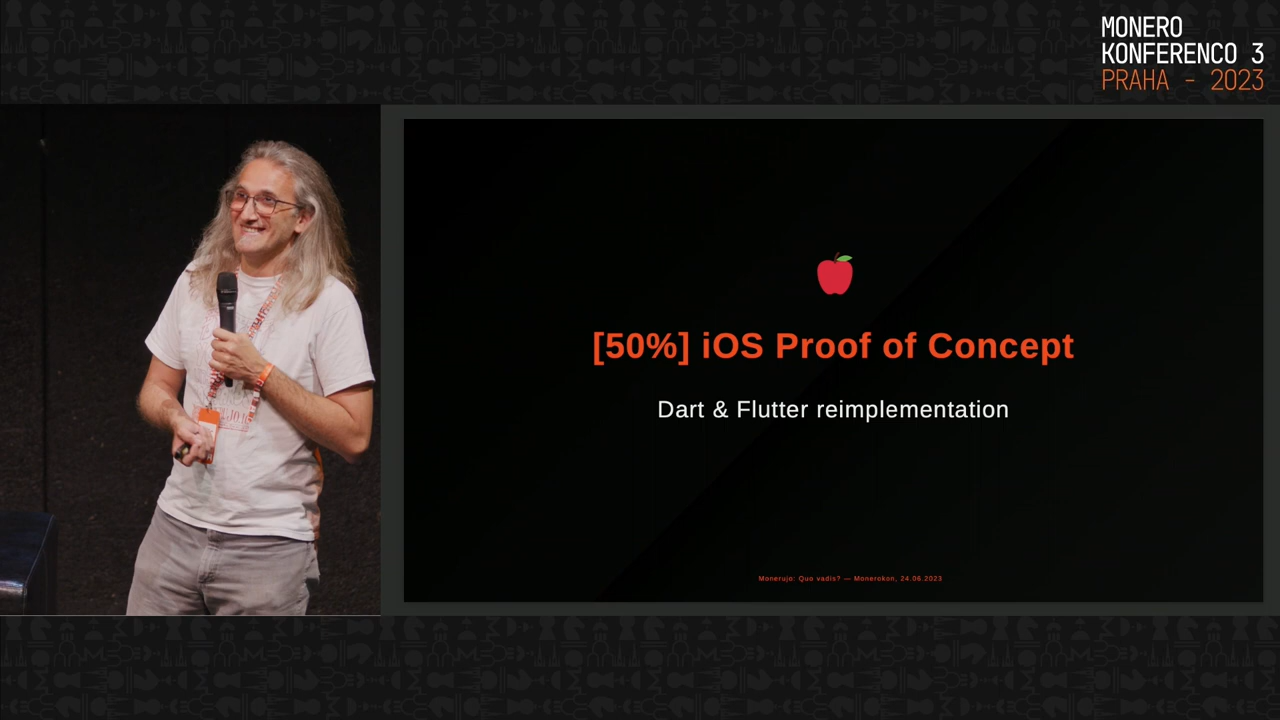 MONERO
KONFERENCO 3
PRAHA - 2023
[50%] iOS Proof of Concept
Dart & Flutter reimplementation
Monerujo: Quo vadis? — Monerokon, 24.06.2023